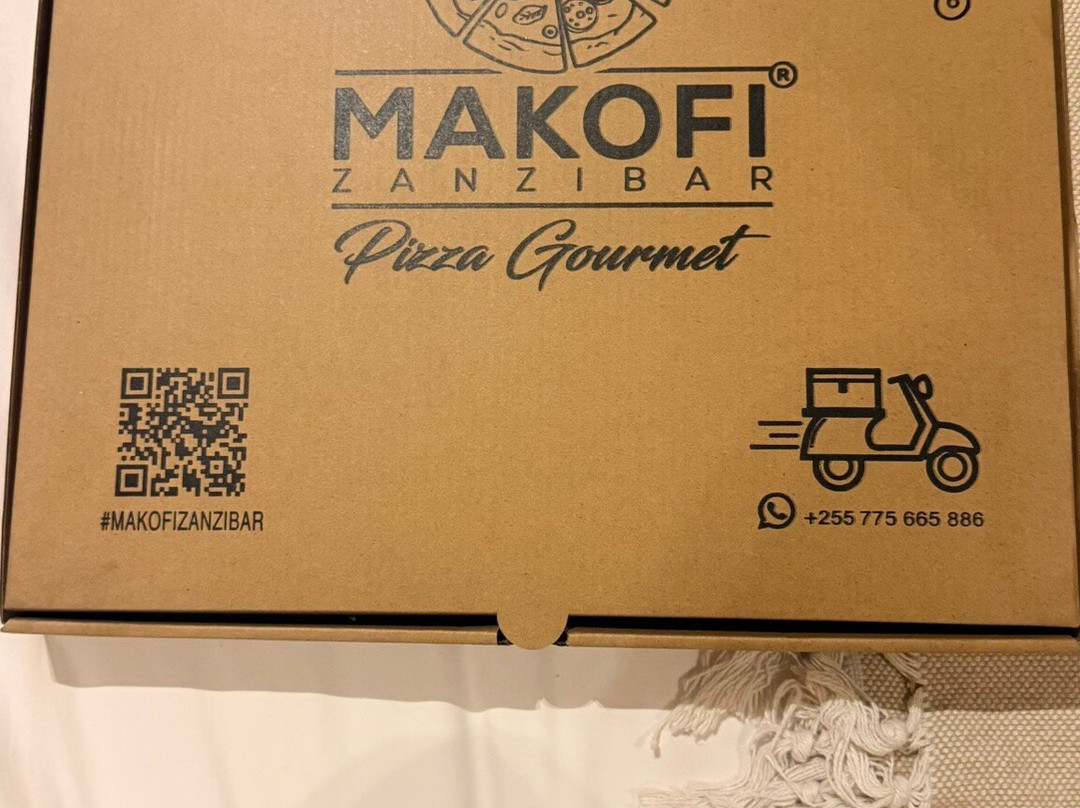 MAKOFI®
ZANZIBAR
Pizza Gourmet
#MAKOFIZANZIBAR
+255 775 665 886